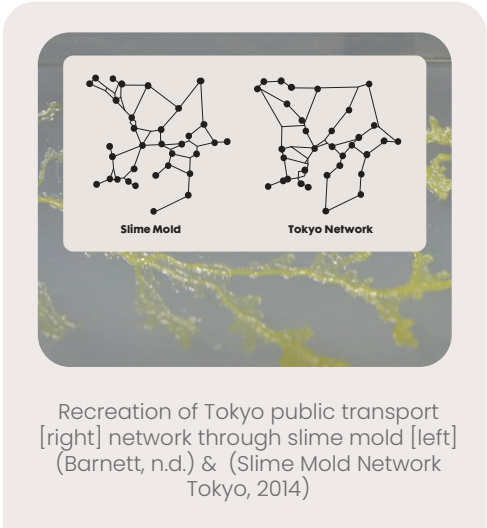 Slime Mold
Tokyo Network
Recreation of Tokyo public transport
[right] network through slime mold [left]
(Barnett, n.d.) & (Slime Mold Network
Tokyo, 2014)